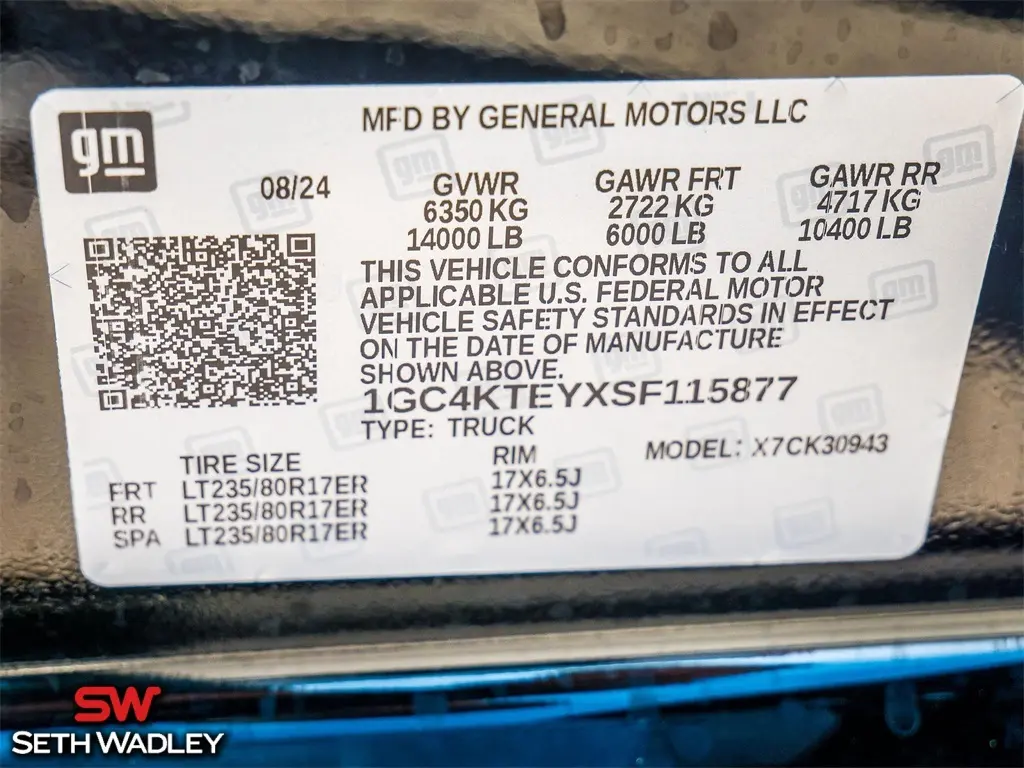 gm
MFD BY GENERAL MOTORS LLC
08/24
GVWR GAWR FRT GAWR RR
6350 KG 2722 KG 4717 KG
14000 LB 6000 LB 10400 LB
THIS VEHICLE CONFORMS TO ALL
APPLICABLE U.S. FEDERAL MOTOR
VEHICLE SAFETY STANDARDS IN EFFECT
ON THE DATE OF MANUFACTURE
SHOWN ABOVE.
1GC4KTEYXSF115877
TYPE: TRUCK
MODEL: X7CK30943
TIRE SIZE RIM
FRT LT235/80R17ER 17X6.5J
RR LT235/80R17ER 17X6.5J
SPA LT235/80R17ER 17X6.5J
SW
SETH WADLEY